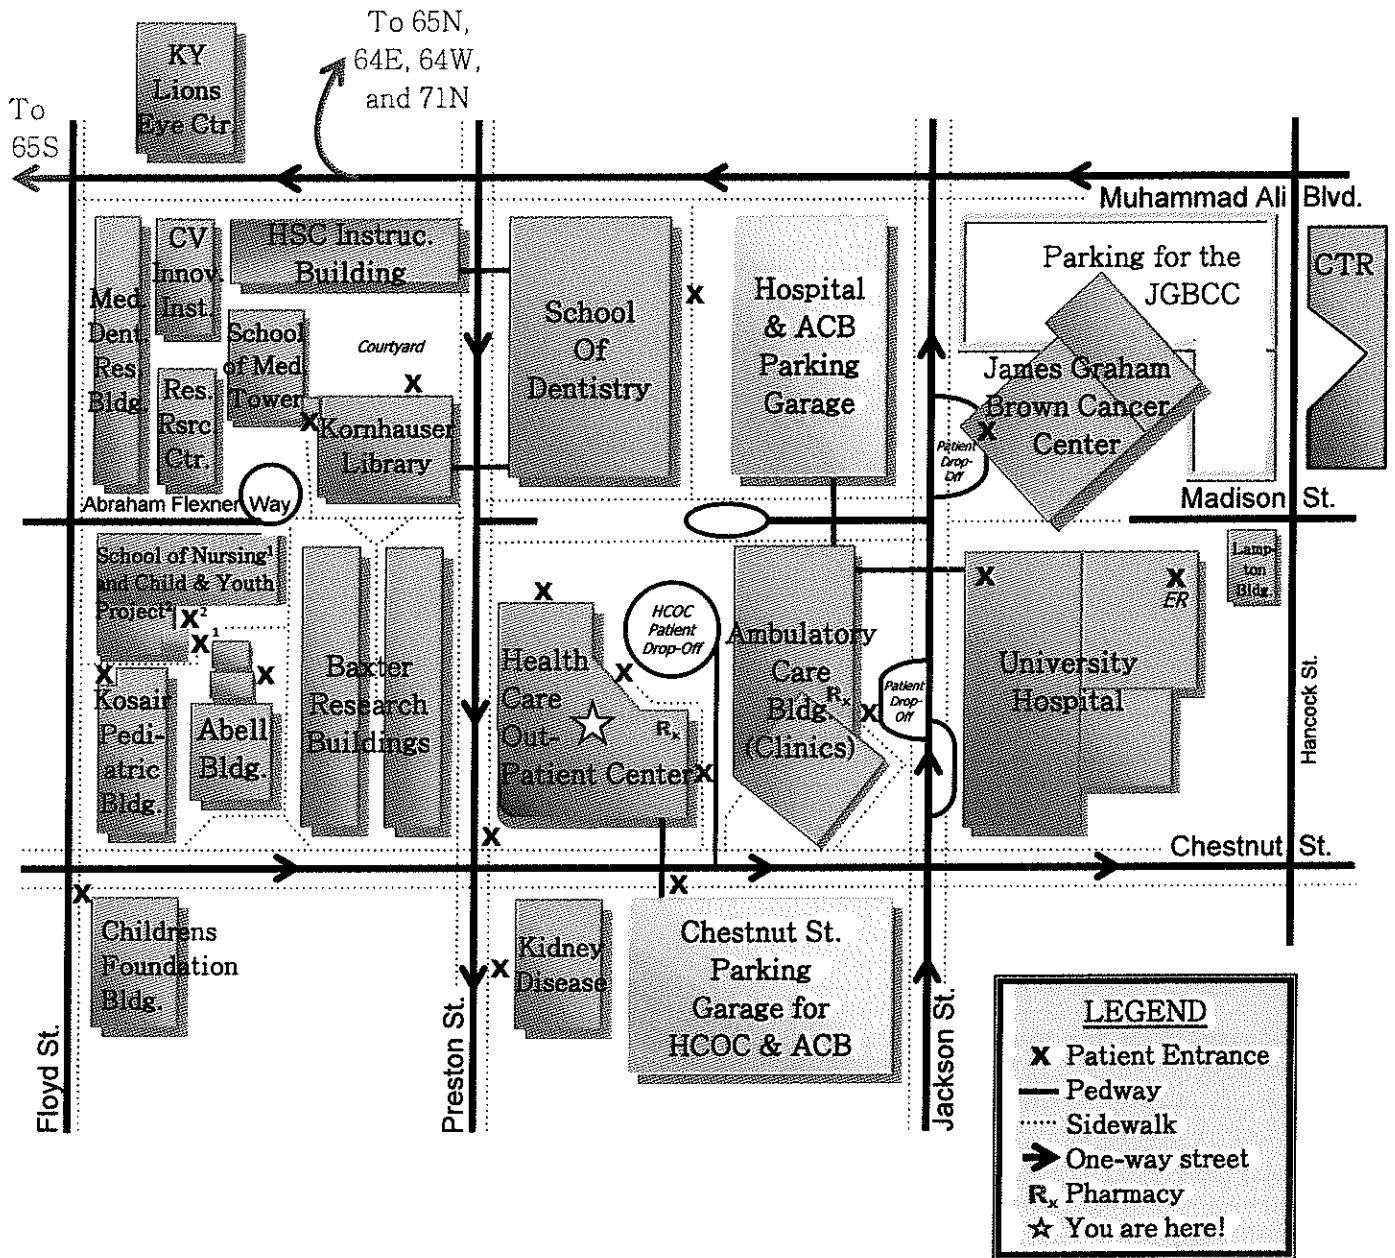 To 65N,
64E, 64W,
and 71N
To
65S
KY
Lions
Eye Ctr.
Muhammad Ali Blvd.
Med.
Dent.
Res.
Bldg.
CV
Innov.
Inst.
HSC Instruc.
Building
School
of Med.
Tower
Res.
Rsrc.
Ctr.
Courtyard
X
X
Kornhauser
Library
School
Of
Dentistry
X
Hospital
& ACB
Parking
Garage
Parking for the
JGBCC
James Graham
Brown Cancer
Center
X
Patient
Drop-
Off
CTR
Abraham Flexner Way
Madison St.
School of Nursing¹
and Child & Youth
Project²
X²
X¹
X
X
Kosair
Pedi-
atric
Bldg.
Abell
Bldg.
Baxter
Research
Buildings
X
HCOC
Patient
Drop-Off
Health
Care
Out-
Patient Center
X
Rx
X
X
Ambulatory
Care
Bldg.
(Clinics)
Rx
X
Patient
Drop-
Off
X
X
ER
University
Hospital
Lamp-
ton
Bldg.
Hancock St.
Chestnut St.
X
Childrens
Foundation
Bldg.
X
Kidney
Disease
X
Chestnut St.
Parking
Garage for
HCOC & ACB
Floyd St.
Preston St.
Jackson St.
LEGEND
X Patient Entrance
Pedway
Sidewalk
One-way street
Rx Pharmacy
You are here!